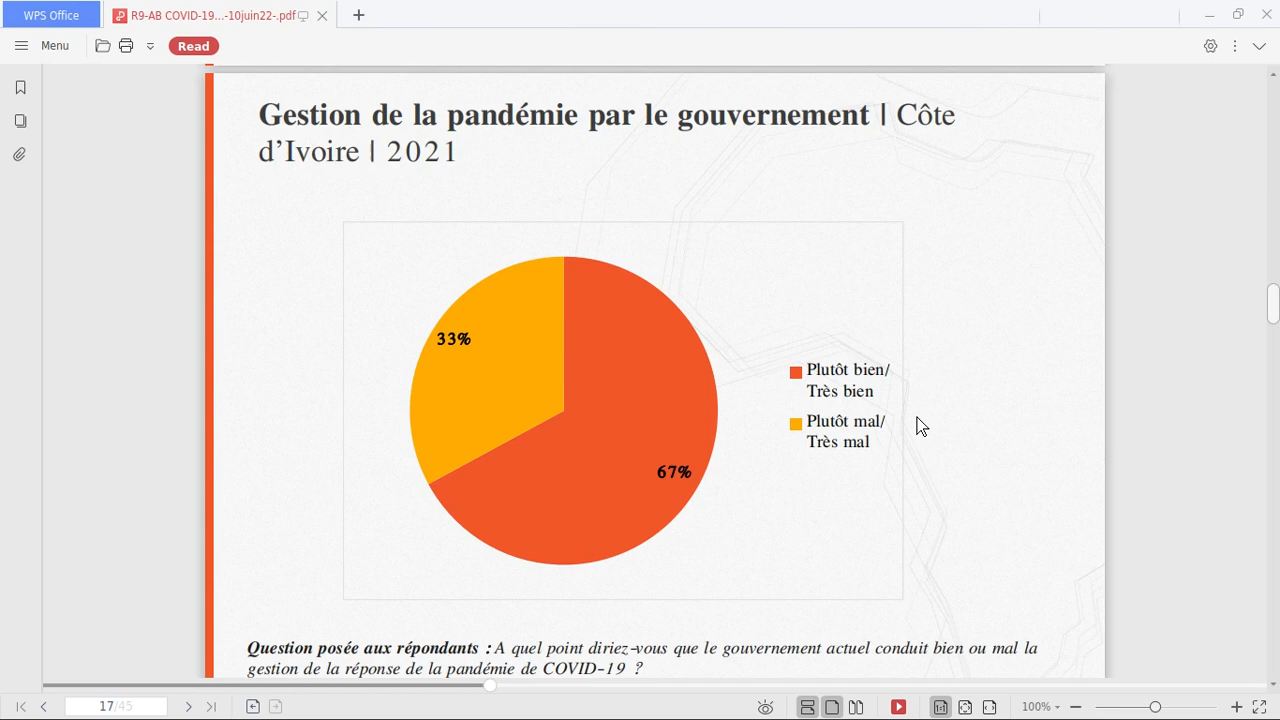 WPS Office
R9-AB COVID-19...-10juin22-.pdf
Menu
Read
Gestion de la pandémie par le gouvernement | Côte
d’Ivoire | 2021
33%
67%
Plutôt bien/
Très bien
Plutôt mal/
Très mal
Question posée aux répondants : A quel point diriez-vous que le gouvernement actuel conduit bien ou mal la
gestion de la réponse de la pandémie de COVID-19 ?
17/45
100%